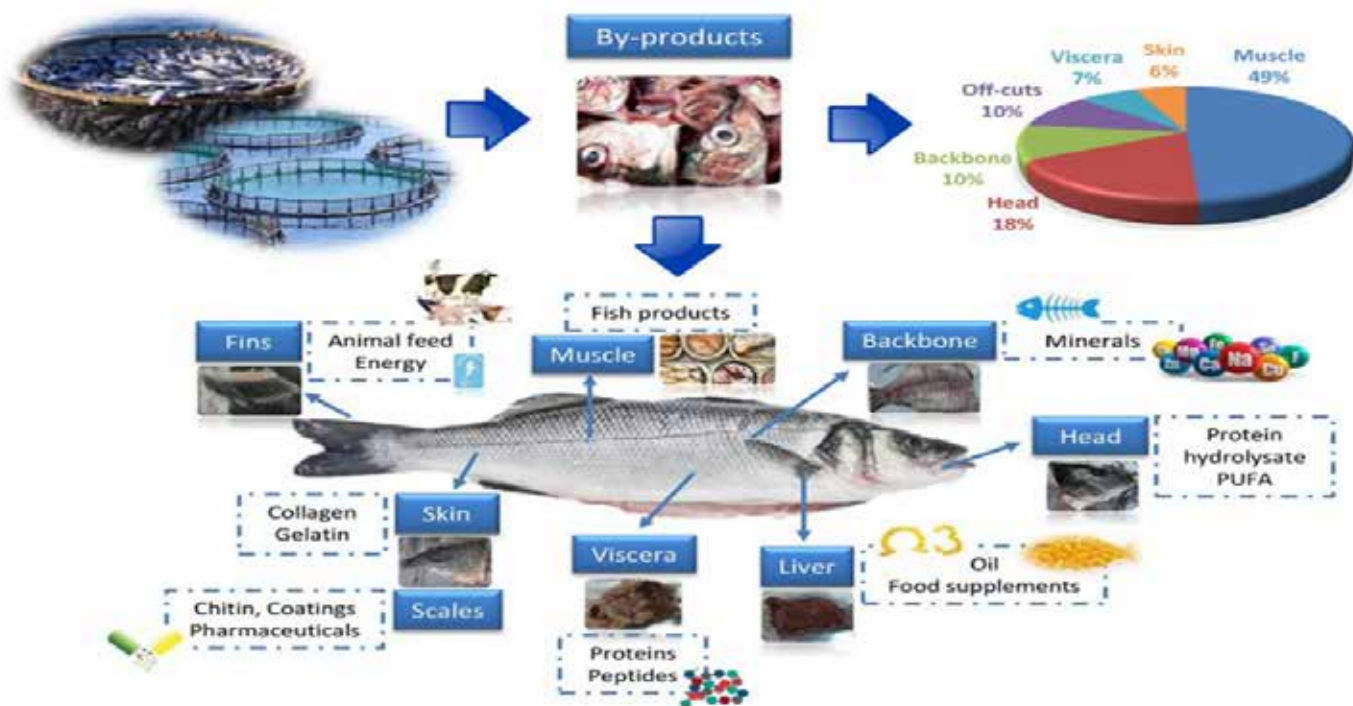 By-products
Skin
6%
Viscera
7%
Muscle
49%
Off-cuts
10%
Backbone
10%
Head
18%
Fins
Animal feed
Energy
Fish products
Muscle
Backbone
Minerals
Head
Protein
hydrolysate
PUFA
Collagen
Gelatin
Skin
Viscera
Liver
Ω3
Oil
Food supplements
Chitin, Coatings
Pharmaceuticals
Scales
Proteins
Peptides
Na